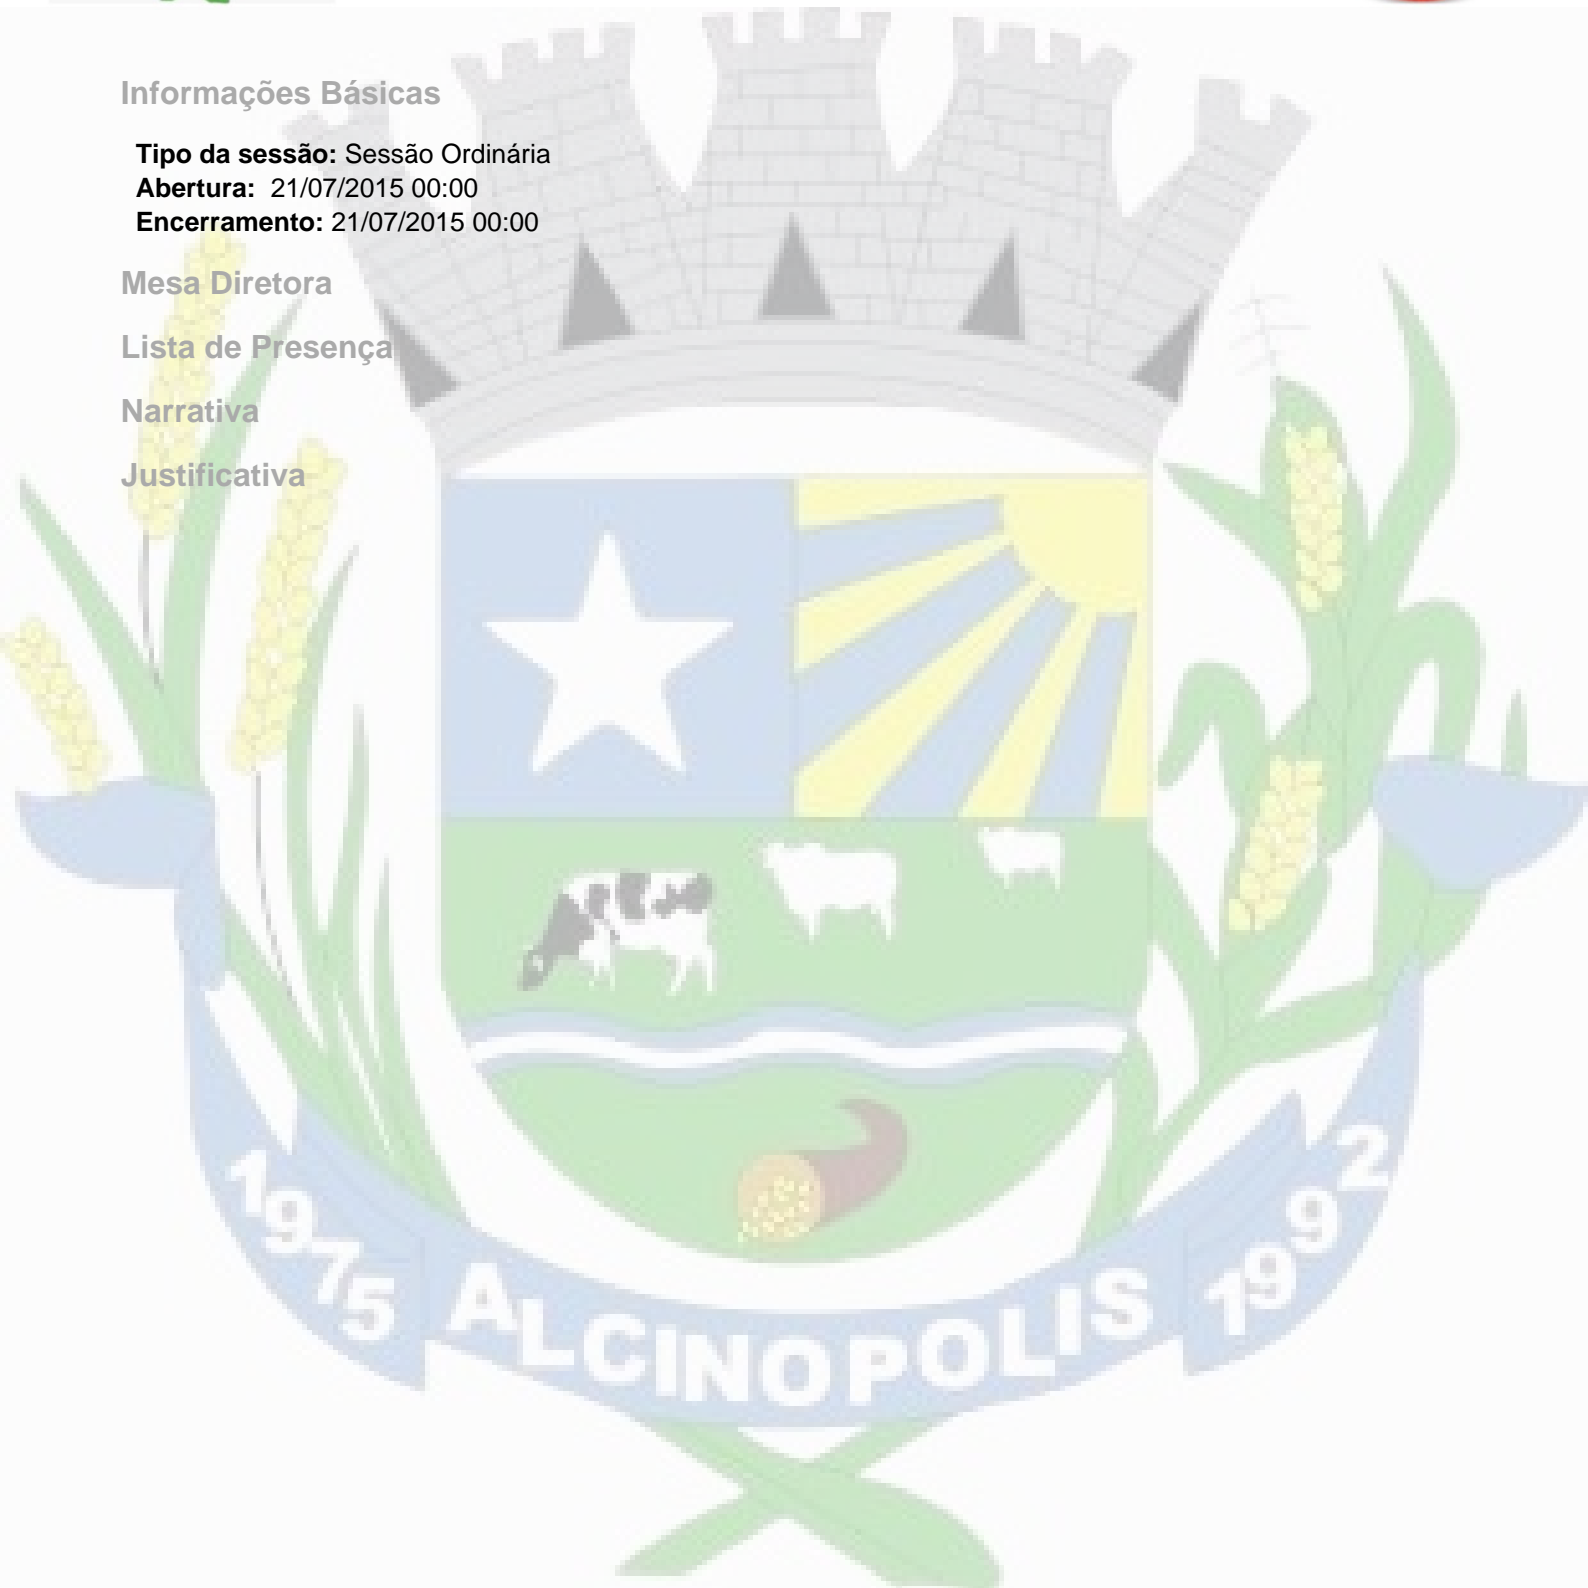 Informações Básicas
Tipo da sessão: Sessão Ordinária
Abertura: 21/07/2015 00:00
Encerramento: 21/07/2015 00:00
Mesa Diretora
Lista de Presença
Narrativa
Justificativa
1975 ALCINOPOLIS 1992